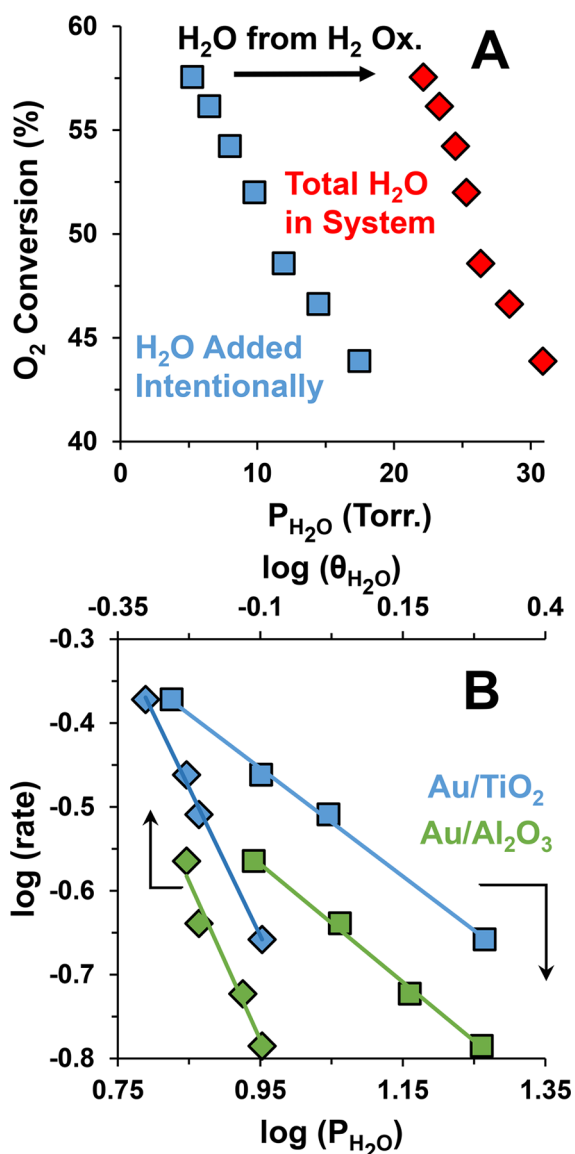 60
H₂O from H₂ Ox.
A
55
Total H₂O
in System
50
O₂ Conversion (%)
45
H₂O Added
Intentionally
40
0
10
20
30
P_H₂O (Torr.)
log (θ_H₂O)
-0.35
-0.1
0.15
0.4
-0.3
B
-0.4
Au/TiO₂
-0.5
Au/Al₂O₃
log (rate)
-0.6
-0.7
-0.8
0.75
0.95
1.15
1.35
log (P_H₂O)